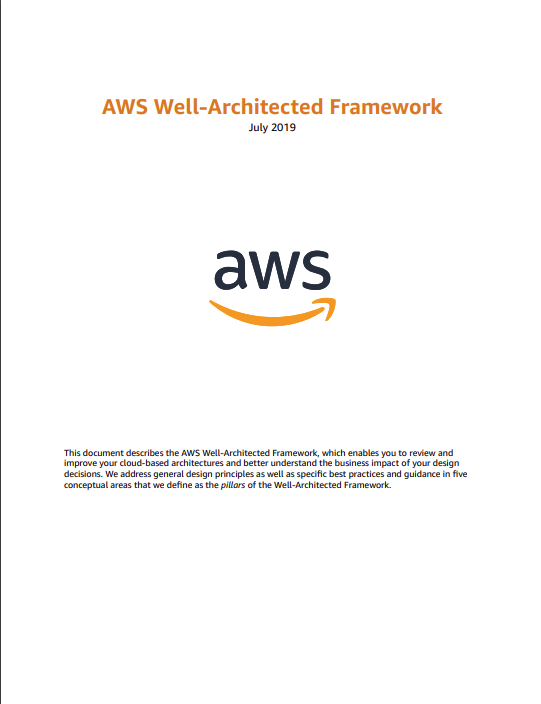 AWS Well-Architected Framework
July 2019
aws
This document describes the AWS Well-Architected Framework, which enables you to review and
improve your cloud-based architectures and better understand the business impact of your design
decisions. We address general design principles as well as specific best practices and guidance in five
conceptual areas that we define as the pillars of the Well-Architected Framework.